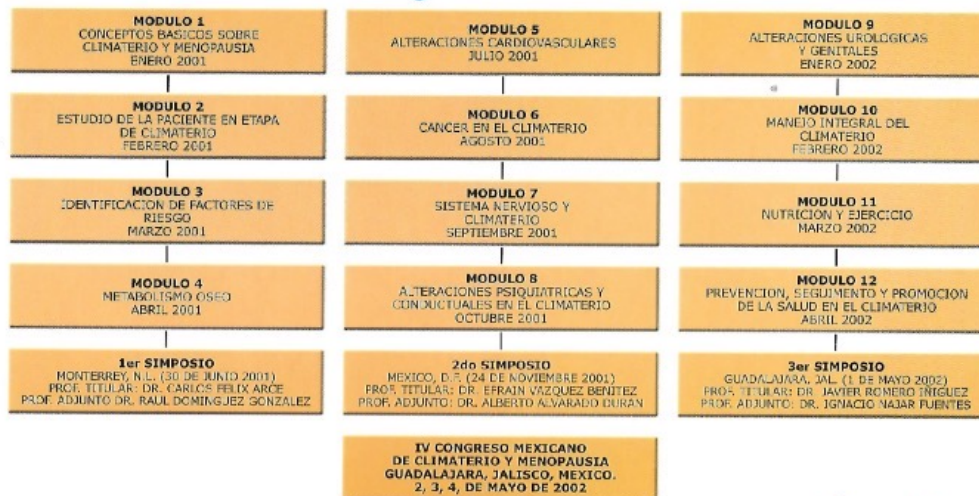 MODULO 1
CONCEPTOS BASICOS SOBRE
CLIMATERIO Y MENOPAUSIA
ENERO 2001
MODULO 2
ESTUDIO DE LA PACIENTE EN ETAPA
DE CLIMATERIO
FEBRERO 2001
MODULO 3
IDENTIFICACION DE FACTORES DE
RIESGO
MARZO 2001
MODULO 4
METABOLISMO OSEO
ABRIL 2001
1er SIMPOSIO
MONTERREY, N.L. (30 DE JUNIO 2001)
PROF. TITULAR: DR. CARLOS FELIX ARCE
PROF. ADJUNTO DR. RAUL DOMINGUEZ GONZALEZ
MODULO 5
ALTERACIONES CARDIOVASCULARES
JULIO 2001
MODULO 6
CANCER EN EL CLIMATERIO
AGOSTO 2001
MODULO 7
SISTEMA NERVIOSO Y
CLIMATERIO
SEPTIEMBRE 2001
MODULO 8
ALTERACIONES PSIQUIATRICAS Y
CONDUCTUALES EN EL CLIMATERIO
OCTUBRE 2001
2do SIMPOSIO
MEXICO, D.F. (24 DE NOVIEMBRE 2001)
PROF. TITULAR: DR. EFRAIN VAZQUEZ BENITEZ
PROF. ADJUNTO: DR. ALBERTO ALVARADO DURAN
MODULO 9
ALTERACIONES UROLOGICAS
Y GENITALES
ENERO 2002
MODULO 10
MANEJO INTEGRAL DEL
CLIMATERIO
FEBRERO 2002
MODULO 11
NUTRICION Y EJERCICIO
MARZO 2002
MODULO 12
PREVENCION, SEGUIMENTO Y PROMOCION
DE LA SALUD EN EL CLIMATERIO
ABRIL 2002
3er SIMPOSIO
GUADALAJARA, JAL. (1 DE MAYO 2002)
PROF. TITULAR: DR. JAVIER ROMERO IÑIGUEZ
PROF. ADJUNTO: DR. IGNACIO NAJAR FUENTES
IV CONGRESO MEXICANO
DE CLIMATERIO Y MENOPAUSIA
GUADALAJARA, JALISCO, MEXICO.
2, 3, 4, DE MAYO DE 2002